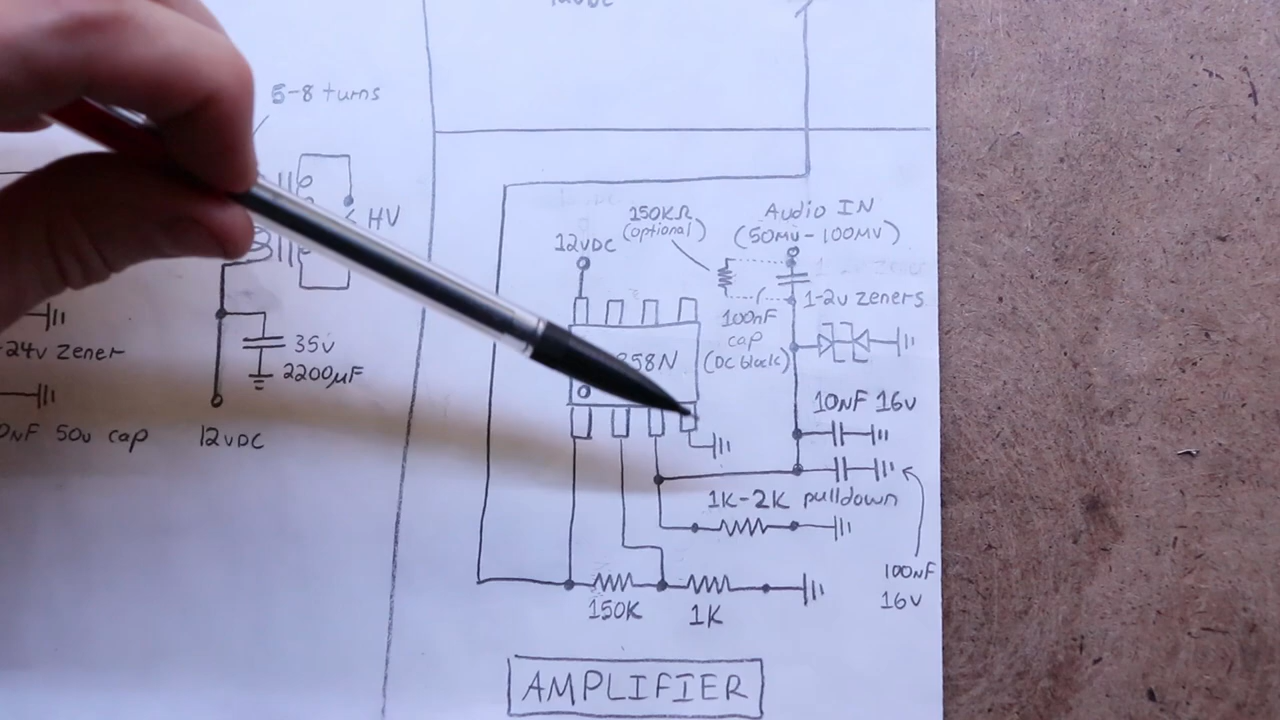 5-8 turns
HV
24v Zener
35v
2200µF
50v cap
12VDC
150KΩ
(optional)
Audio IN
(50MV-100MV)
12VDC
1-2v zeners
100nF
cap
(DC block)
58N
10NF 16v
1K-2K pulldown
100nF
16v
150K
1K
AMPLIFIER